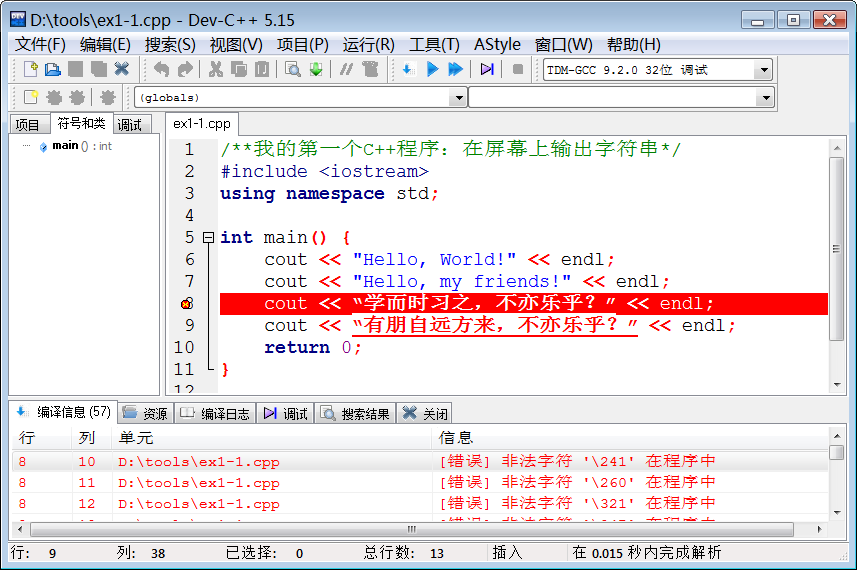 D:\tools\ex1-1.cpp - Dev-C++ 5.15
文件(F) 编辑(E) 搜索(S) 视图(V) 项目(P) 运行(R) 工具(T) AStyle 窗口(W) 帮助(H)
TDM-GCC 9.2.0 32位 调试
(globals)
项目 符号和类 调试 ex1-1.cpp
main () : int
1 /**我的第一个C++程序：在屏幕上输出字符串*/
2 #include <iostream>
3 using namespace std;
4
5 int main() {
6 cout << "Hello, World!" << endl;
7 cout << "Hello, my friends!" << endl;
8 cout << “学而时习之，不亦乐乎？” << endl;
9 cout << “有朋自远方来，不亦乐乎？” << endl;
10 return 0;
11 }
12
编译信息 (57) 资源 编译日志 调试 搜索结果 关闭
行 列 单元 信息
8 10 D:\tools\ex1-1.cpp [错误] 非法字符 '\241' 在程序中
8 11 D:\tools\ex1-1.cpp [错误] 非法字符 '\260' 在程序中
8 12 D:\tools\ex1-1.cpp [错误] 非法字符 '\321' 在程序中
行: 9 列: 38 已选择: 0 总行数: 13 插入 在 0.015 秒内完成解析